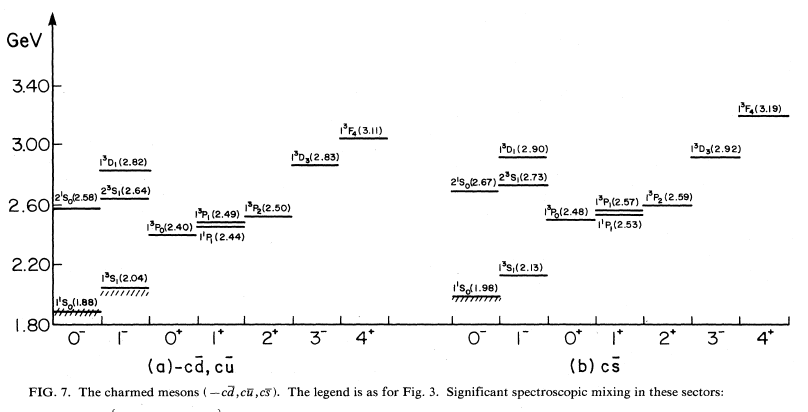 GeV
3.40
3.00
2.60
2.20
1.80
1³F₄(3.11)
1³D₁(2.82)
1³D₃(2.83)
2¹S₀(2.58)
2³S₁(2.64)
1³P₀(2.40)
1³P₁(2.49)
1¹P₁(2.44)
1³P₂(2.50)
1³S₁(2.04)
1¹S₀(1.88)
0⁻ 1⁻ 0⁺ 1⁺ 2⁺ 3⁻ 4⁺
(a)-cd̄, cū
1³F₄(3.19)
1³D₁(2.90)
1³D₃(2.92)
2¹S₀(2.67)
2³S₁(2.73)
1³P₀(2.48)
1³P₁(2.57)
1¹P₁(2.53)
1³P₂(2.59)
1³S₁(2.13)
1¹S₀(1.98)
0⁻ 1⁻ 0⁺ 1⁺ 2⁺ 3⁻ 4⁺
(b) cs̄
FIG. 7. The charmed mesons (−cd̄,cū,cs̄). The legend is as for Fig. 3. Significant spectroscopic mixing in these sectors: